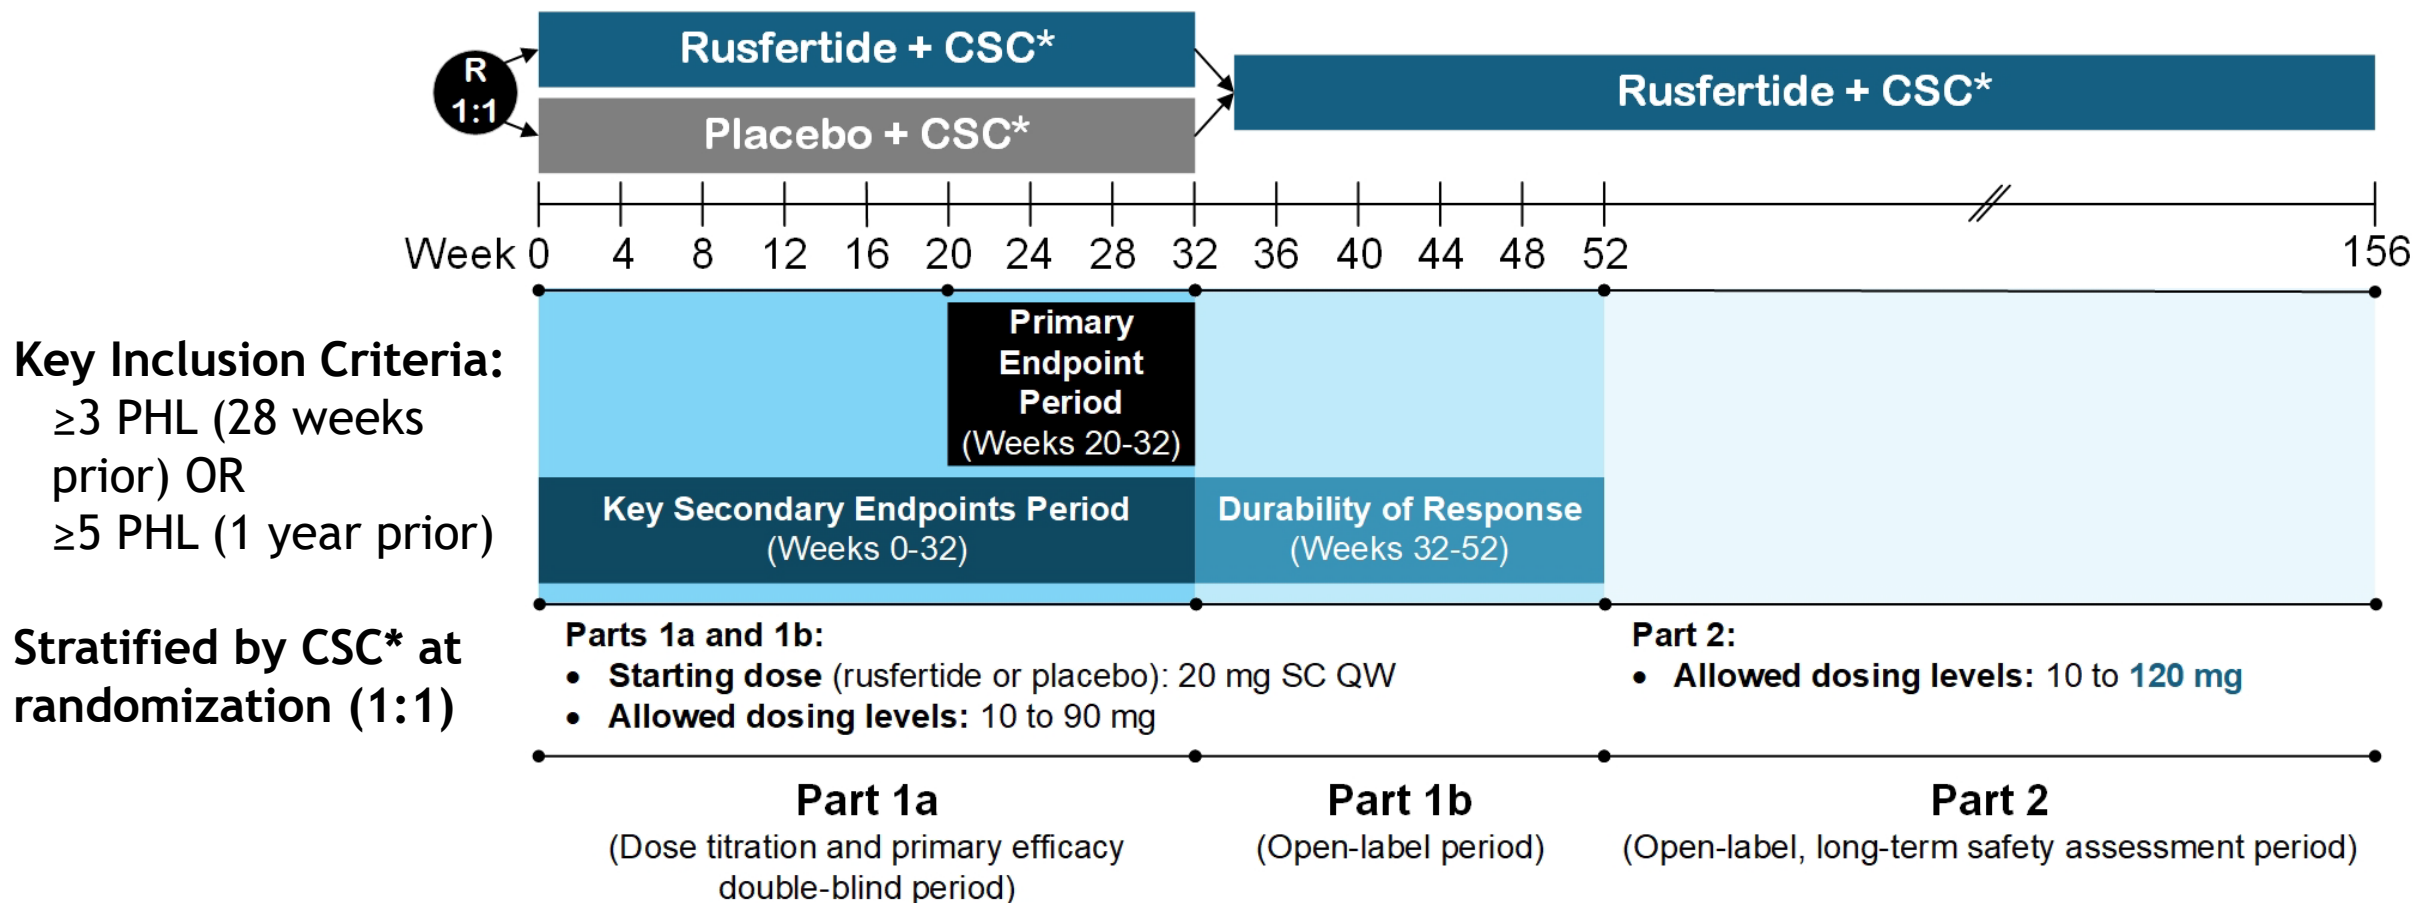 R
1:1
Rusfertide + CSC*
Placebo + CSC*
Rusfertide + CSC*
Week 0 4 8 12 16 20 24 28 32 36 40 44 48 52 156
Key Inclusion Criteria:
≥3 PHL (28 weeks
prior) OR
≥5 PHL (1 year prior)
Stratified by CSC* at
randomization (1:1)
Primary
Endpoint
Period
(Weeks 20-32)
Key Secondary Endpoints Period
(Weeks 0-32)
Durability of Response
(Weeks 32-52)
Parts 1a and 1b:
• Starting dose (rusfertide or placebo): 20 mg SC QW
• Allowed dosing levels: 10 to 90 mg
Part 2:
• Allowed dosing levels: 10 to 120 mg
Part 1a
(Dose titration and primary efficacy
double-blind period)
Part 1b
(Open-label period)
Part 2
(Open-label, long-term safety assessment period)